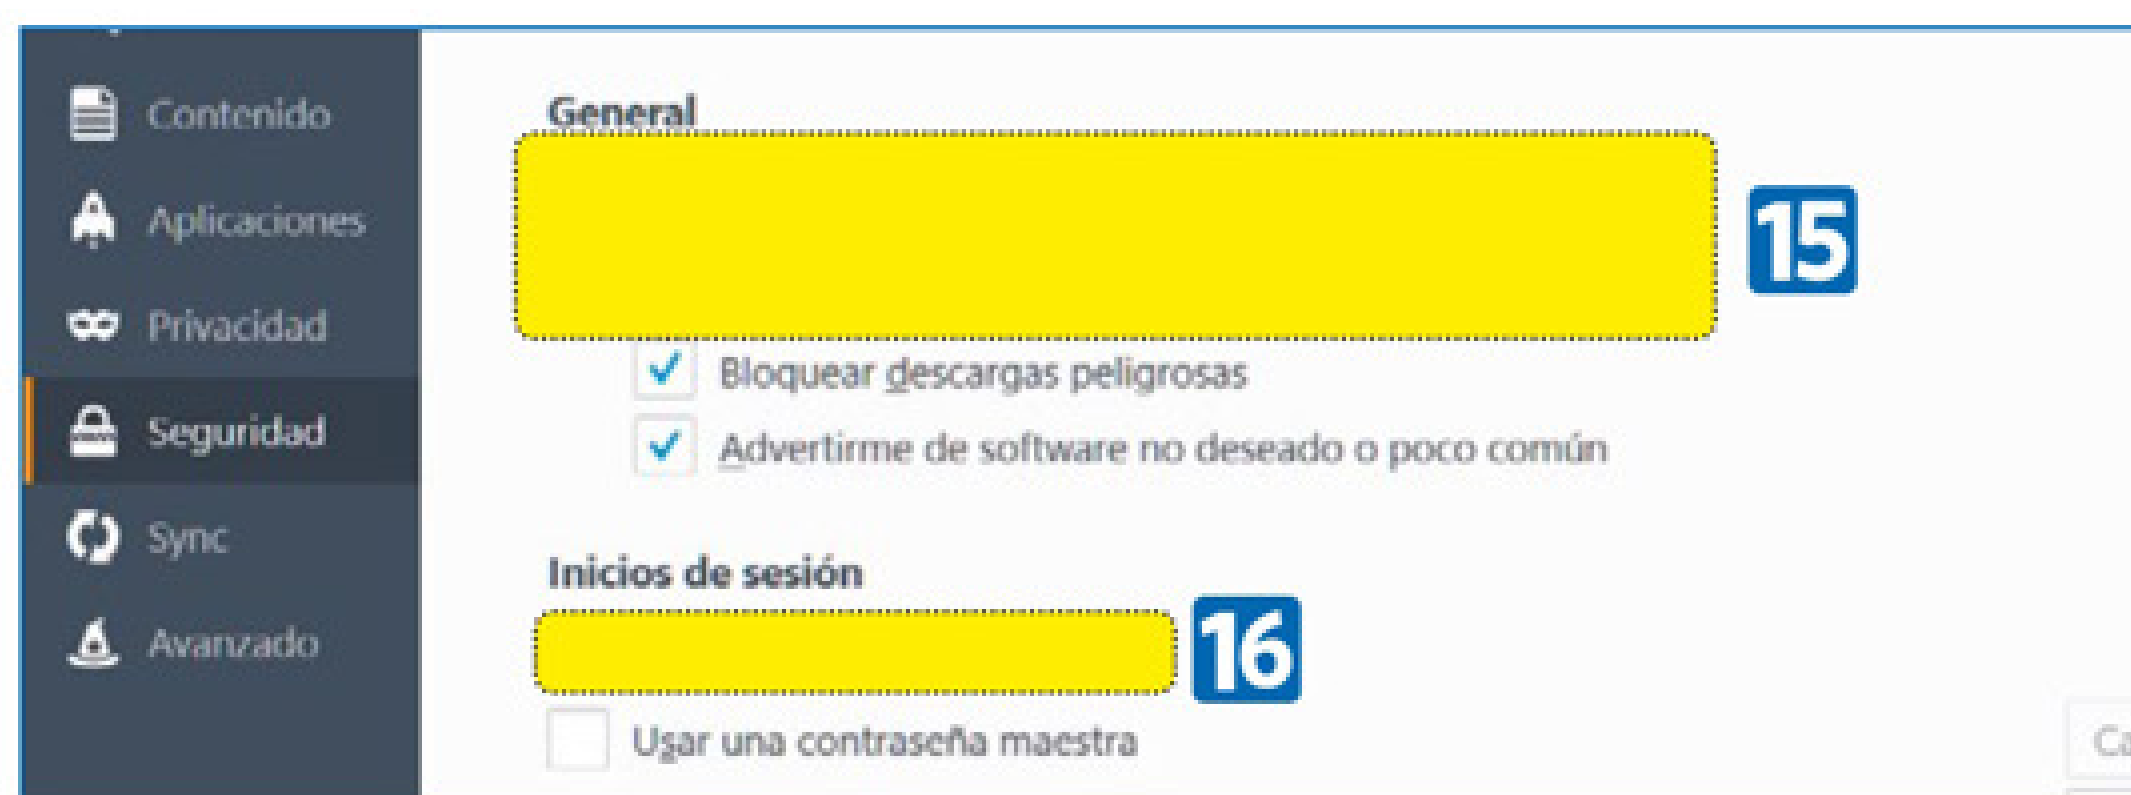 Contenido
Aplicaciones
Privacidad
Seguridad
Sync
Avanzado
General
15
Bloquear descargas peligrosas
Advertirme de software no deseado o poco común
Inicios de sesión
16
Usar una contraseña maestra
Ca